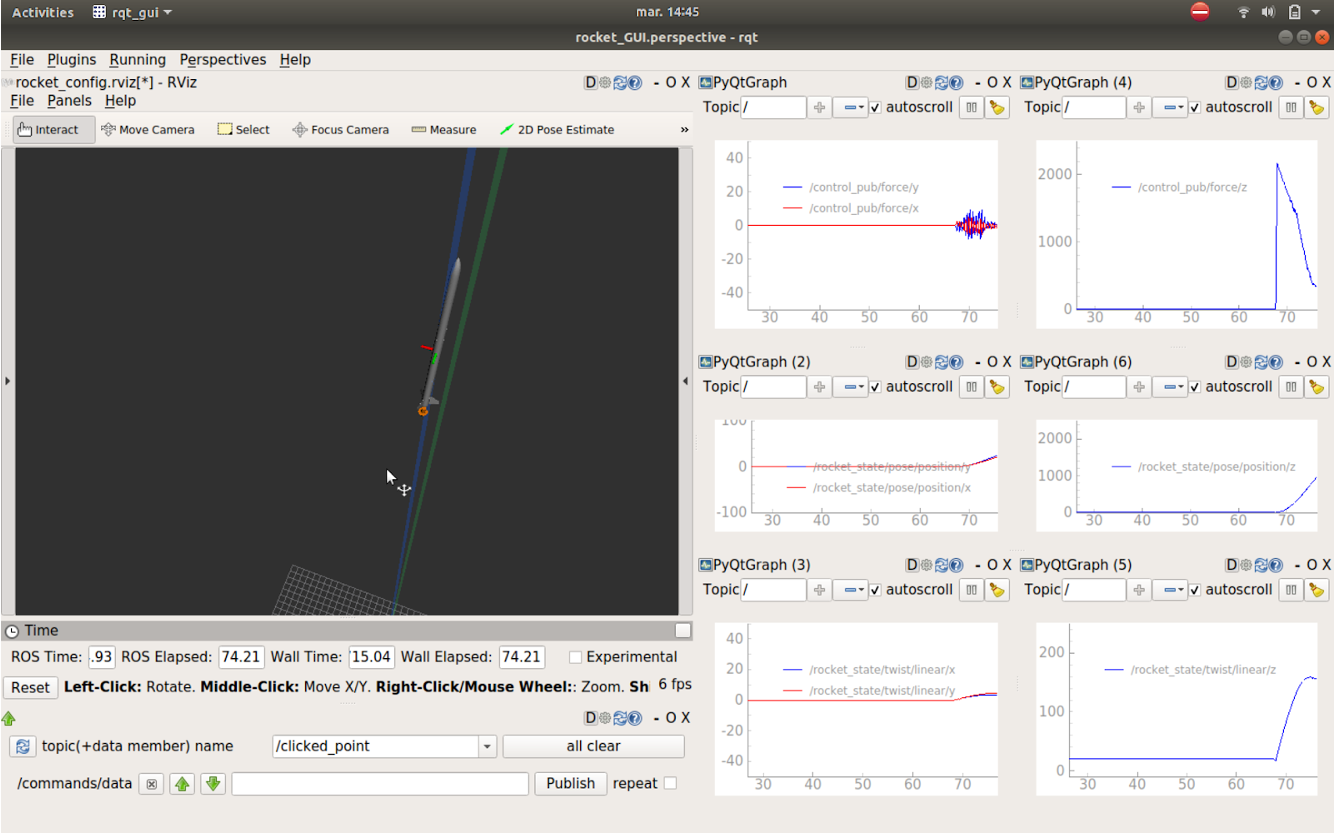 Activities rqt_gui mar. 14:45
rocket_GUI.perspective - rqt
File Plugins Running Perspectives Help
rocket_config.rviz[*] - RViz D - O X
File Panels Help
Interact Move Camera Select Focus Camera Measure 2D Pose Estimate »
Time
ROS Time: .93 ROS Elapsed: 74.21 Wall Time: 15.04 Wall Elapsed: 74.21 Experimental
Reset Left-Click: Rotate. Middle-Click: Move X/Y. Right-Click/Mouse Wheel:: Zoom. Sh 6 fps
D - O X
topic(+data member) name /clicked_point all clear
/commands/data Publish repeat
PyQtGraph D - O X
Topic / autoscroll
40
20
0
-20
-40
/control_pub/force/y
/control_pub/force/x
30 40 50 60 70
PyQtGraph (4) D - O X
Topic / autoscroll
2000
1000
0
/control_pub/force/z
30 40 50 60 70
PyQtGraph (2) D - O X
Topic / autoscroll
100
0
-100
/rocket_state/pose/position/y
/rocket_state/pose/position/x
30 40 50 60 70
PyQtGraph (6) D - O X
Topic / autoscroll
2000
1000
0
/rocket_state/pose/position/z
30 40 50 60 70
PyQtGraph (3) D - O X
Topic / autoscroll
40
20
0
-20
-40
/rocket_state/twist/linear/x
/rocket_state/twist/linear/y
30 40 50 60 70
PyQtGraph (5) D - O X
Topic / autoscroll
200
100
0
/rocket_state/twist/linear/z
30 40 50 60 70